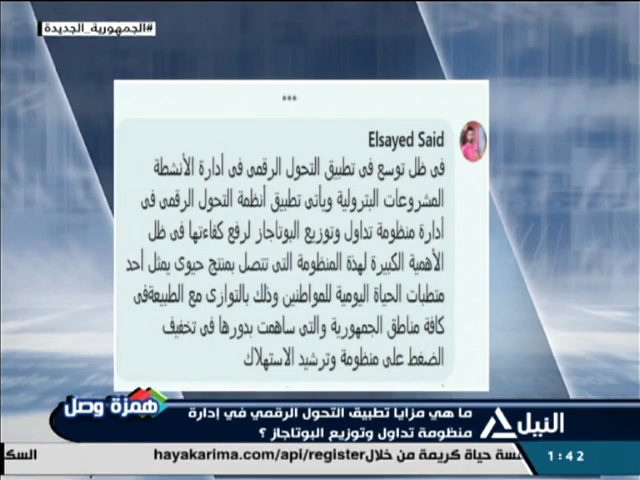 #الجمهورية_الجديدة
***
Elsayed Said
فى ظل توسع فى تطبيق التحول الرقمى فى أدارة الأنشطة
المشروعات البترولية ويأتى تطبيق أنظمة التحول الرقمى فى
أدارة منظومة تداول وتوزيع البوتاجاز لرفع كفاءتها فى ظل
الأهمية الكبيرة لهذة المنظومة التى تتصل بمنتج حيوى يمثل أحد
متطبات الحياة اليومية للمواطنين وذلك بالتوازى مع الطبيعةفى
كافة مناطق الجمهورية والتى ساهمت بدورها فى تخفيف
الضغط على منظومة وترشيد الاستهلاك
همزة وصل
ما هي مزايا تطبيق التحول الرقمي في إدارة
منظومة تداول وتوزيع البوتاجاز ؟
النيل
سة حياة كريمة من خلال hayakarima.com/api/register السك
1:42